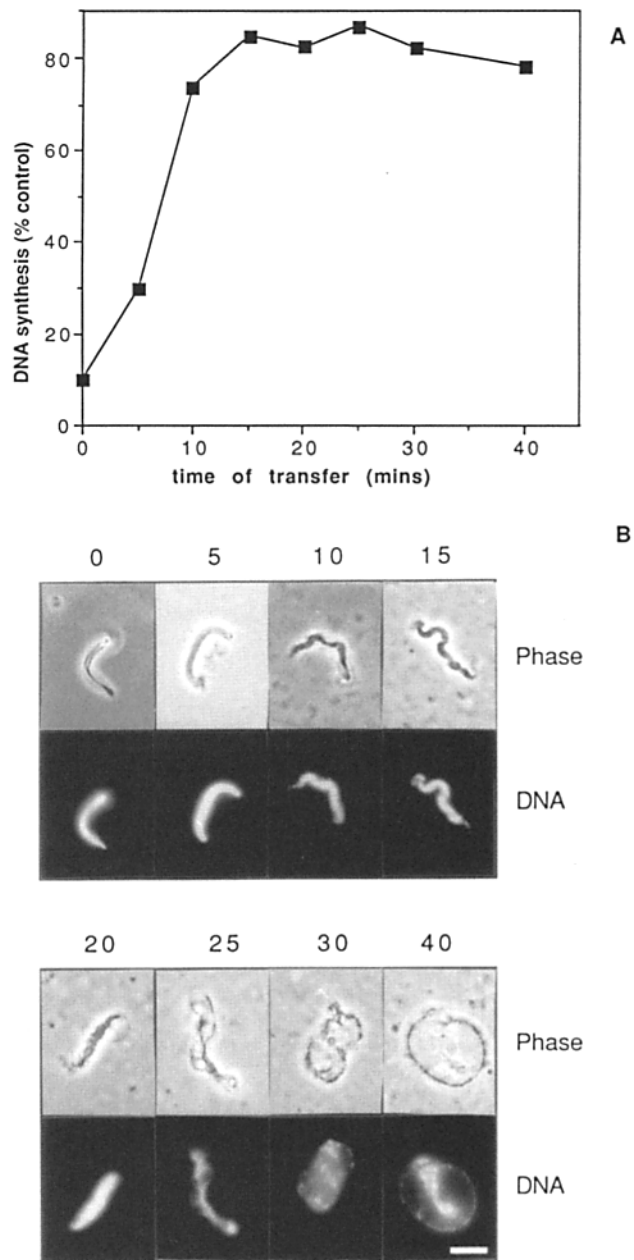 A
DNA synthesis (% control)
80
60
40
20
0
0 10 20 30 40
time of transfer (mins)
B
0 5 10 15
Phase
DNA
20 25 30 40
Phase
DNA